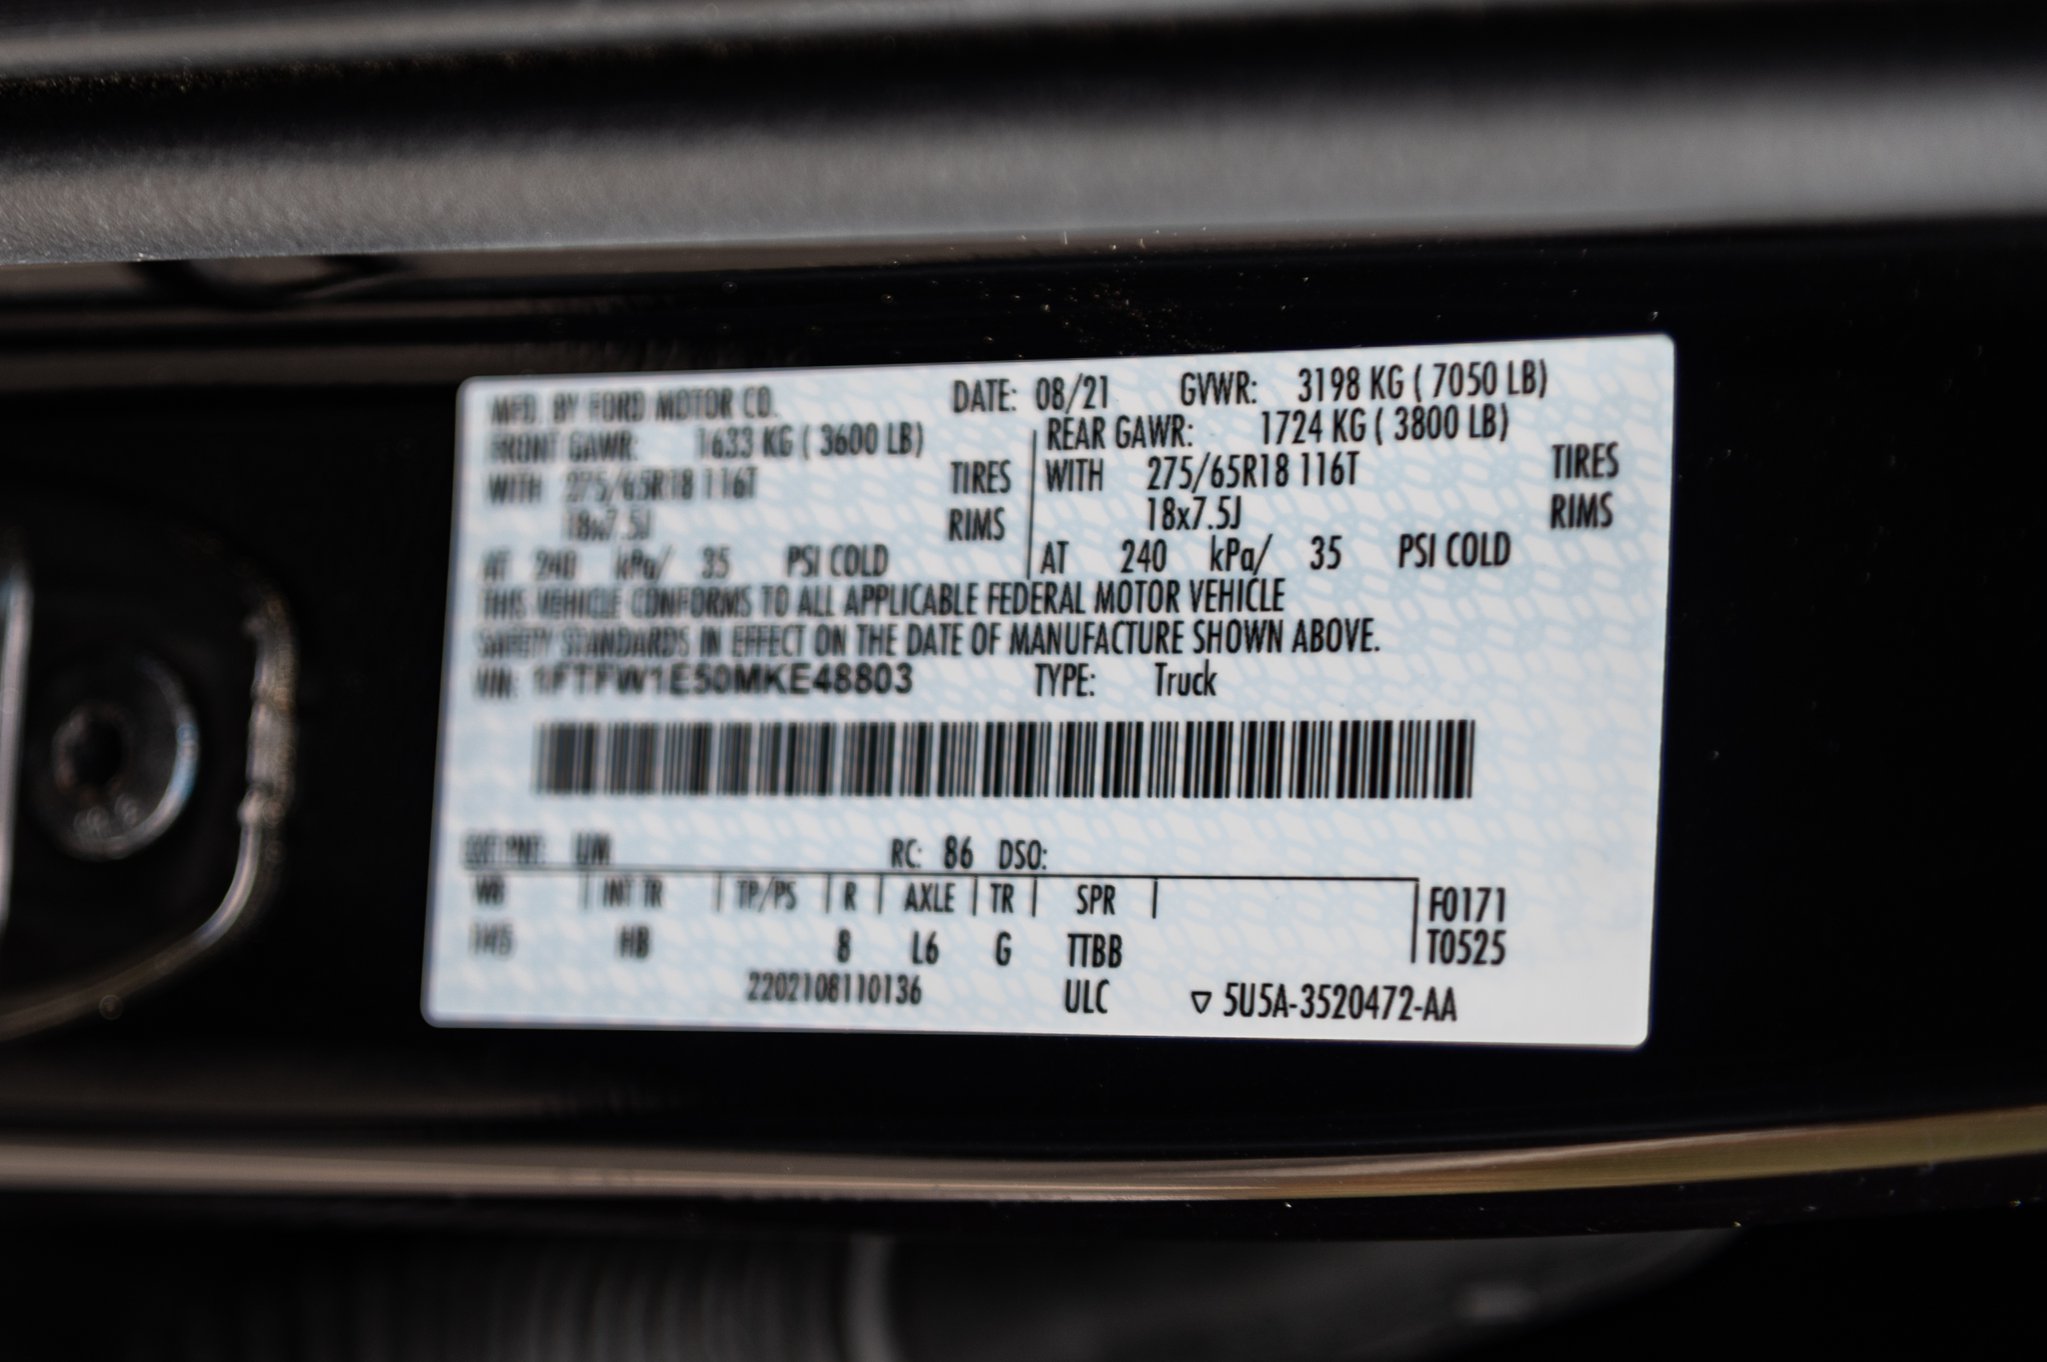 MFD. BY FORD MOTOR CO. DATE: 08/21 GVWR: 3198 KG ( 7050 LB)
FRONT GAWR: 1633 KG ( 3600 LB) REAR GAWR: 1724 KG ( 3800 LB)
WITH 275/65R18 116T TIRES WITH 275/65R18 116T TIRES
18x7.5J RIMS 18x7.5J RIMS
AT 240 kPa/ 35 PSI COLD AT 240 kPa/ 35 PSI COLD
THIS VEHICLE CONFORMS TO ALL APPLICABLE FEDERAL MOTOR VEHICLE
SAFETY STANDARDS IN EFFECT ON THE DATE OF MANUFACTURE SHOWN ABOVE.
VIN: 1FTFW1E50MKE48803 TYPE: Truck
EXT PNT: UM RC: 86 DSO:
WB INT TR TP/PS R AXLE TR SPR F0171
145 HB 8 L6 G TTBB T0525
2202108110136 ULC ▽ 5U5A-3520472-AA